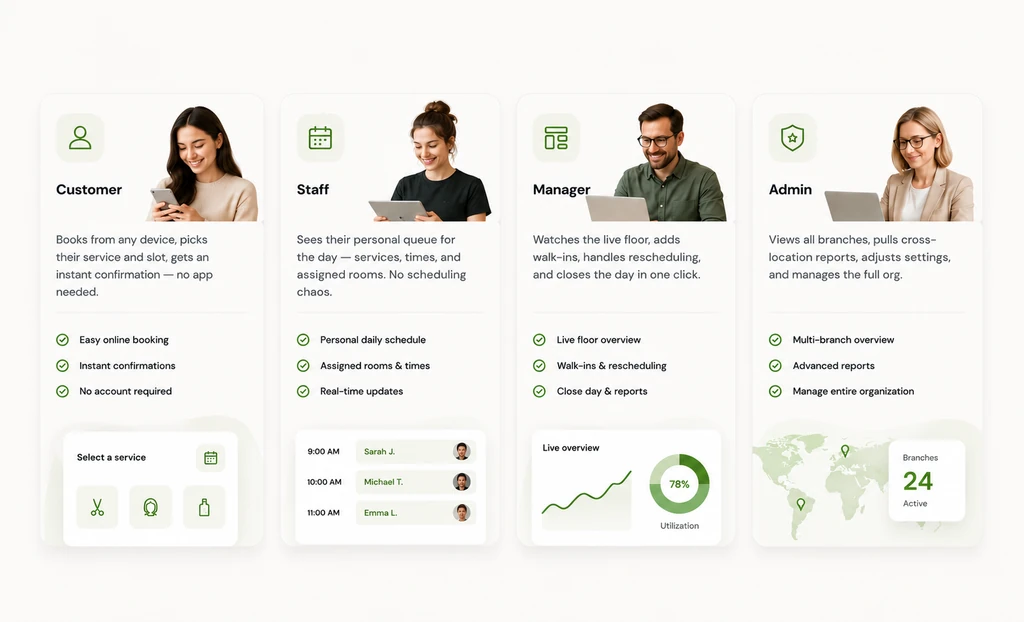 Customer
Books from any device, picks
their service and slot, gets an
instant confirmation — no app
needed.
Easy online booking
Instant confirmations
No account required
Select a service
Staff
Sees their personal queue for
the day — services, times, and
assigned rooms. No scheduling
chaos.
Personal daily schedule
Assigned rooms & times
Real-time updates
9:00 AM Sarah J.
10:00 AM Michael T.
11:00 AM Emma L.
Manager
Watches the live floor, adds
walk-ins, handles rescheduling,
and closes the day in one click.
Live floor overview
Walk-ins & rescheduling
Close day & reports
Live overview
78%
Utilization
Admin
Views all branches, pulls cross-
location reports, adjusts settings,
and manages the full org.
Multi-branch overview
Advanced reports
Manage entire organization
Branches
24
Active